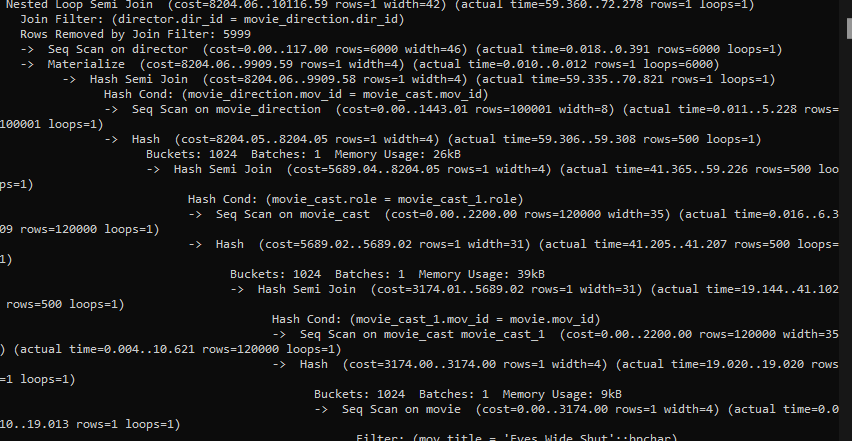 Nested Loop Semi Join  (cost=8204.06..10116.59 rows=1 width=42) (actual time=59.360..72.278 rows=1 loops=1)
Join Filter: (director.dir_id = movie_direction.dir_id)
Rows Removed by Join Filter: 5999
->  Seq Scan on director  (cost=0.00..117.00 rows=6000 width=46) (actual time=0.018..0.391 rows=6000 loops=1)
->  Materialize  (cost=8204.06..9909.59 rows=1 width=4) (actual time=0.010..0.012 rows=1 loops=6000)
->  Hash Semi Join  (cost=8204.06..9909.58 rows=1 width=4) (actual time=59.335..70.821 rows=1 loops=1)
Hash Cond: (movie_direction.mov_id = movie_cast.mov_id)
->  Seq Scan on movie_direction  (cost=0.00..1443.01 rows=100001 width=8) (actual time=0.011..5.228 rows=
100001 loops=1)
->  Hash  (cost=8204.05..8204.05 rows=1 width=4) (actual time=59.306..59.308 rows=500 loops=1)
Buckets: 1024  Batches: 1  Memory Usage: 26kB
->  Hash Semi Join  (cost=5689.04..8204.05 rows=1 width=4) (actual time=41.365..59.226 rows=500 loo
ps=1)
Hash Cond: (movie_cast.role = movie_cast_1.role)
->  Seq Scan on movie_cast  (cost=0.00..2200.00 rows=120000 width=35) (actual time=0.016..6.3
09 rows=120000 loops=1)
->  Hash  (cost=5689.02..5689.02 rows=1 width=31) (actual time=41.205..41.207 rows=500 loops=
1)
Buckets: 1024  Batches: 1  Memory Usage: 39kB
->  Hash Semi Join  (cost=3174.01..5689.02 rows=1 width=31) (actual time=19.144..41.102
rows=500 loops=1)
Hash Cond: (movie_cast_1.mov_id = movie.mov_id)
->  Seq Scan on movie_cast movie_cast_1  (cost=0.00..2200.00 rows=120000 width=35
) (actual time=0.004..10.621 rows=120000 loops=1)
->  Hash  (cost=3174.00..3174.00 rows=1 width=4) (actual time=19.020..19.020 rows
=1 loops=1)
Buckets: 1024  Batches: 1  Memory Usage: 9kB
->  Seq Scan on movie  (cost=0.00..3174.00 rows=1 width=4) (actual time=0.0
10..19.013 rows=1 loops=1)
Filter: (mov_title = 'Eyes Wide Shut'::bpchar)